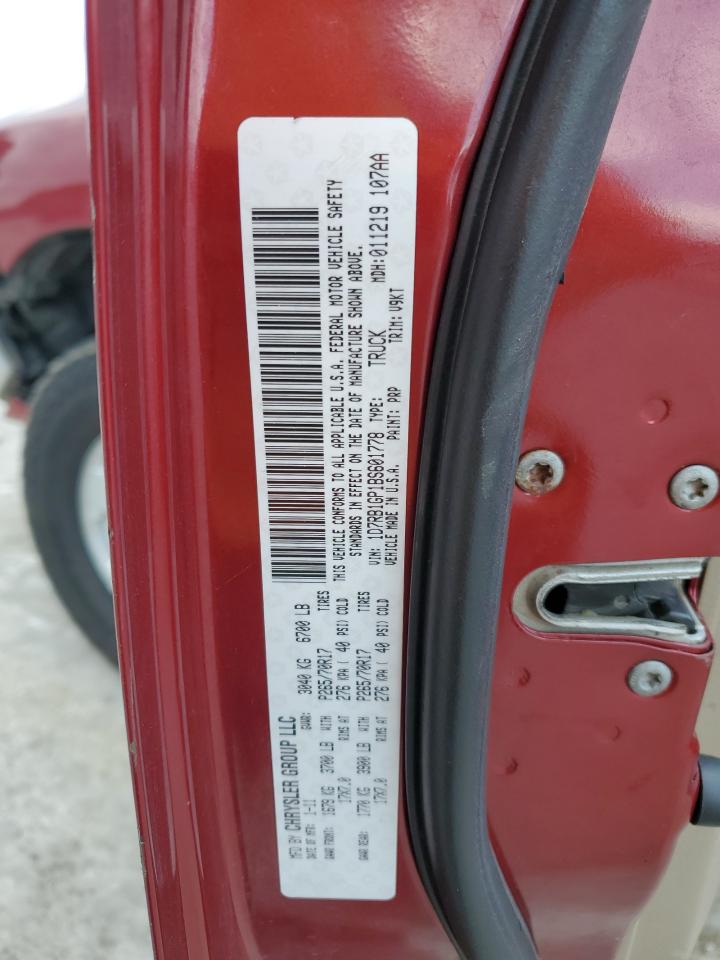 MFD BY CHRYSLER GROUP LLC
DATE OF MFR: 1-11 GVWR: 3040 KG 6700 LB
GAWR FRONT: 1679 KG 3700 LB WITH P265/70R17 TIRES
17X7.0 RIMS AT 276 KPA ( 40 PSI) COLD
GAWR REAR: 1770 KG 3900 LB WITH P265/70R17 TIRES
17X7.0 RIMS AT 276 KPA ( 40 PSI) COLD
THIS VEHICLE CONFORMS TO ALL APPLICABLE U.S.A. FEDERAL MOTOR VEHICLE SAFETY
STANDARDS IN EFFECT ON THE DATE OF MANUFACTURE SHOWN ABOVE.
VIN: 1D7RB1GP1BS601778 TYPE: TRUCK MDH:011219 107AA
VEHICLE MADE IN U.S.A. PAINT: PRP TRIM: V9KT